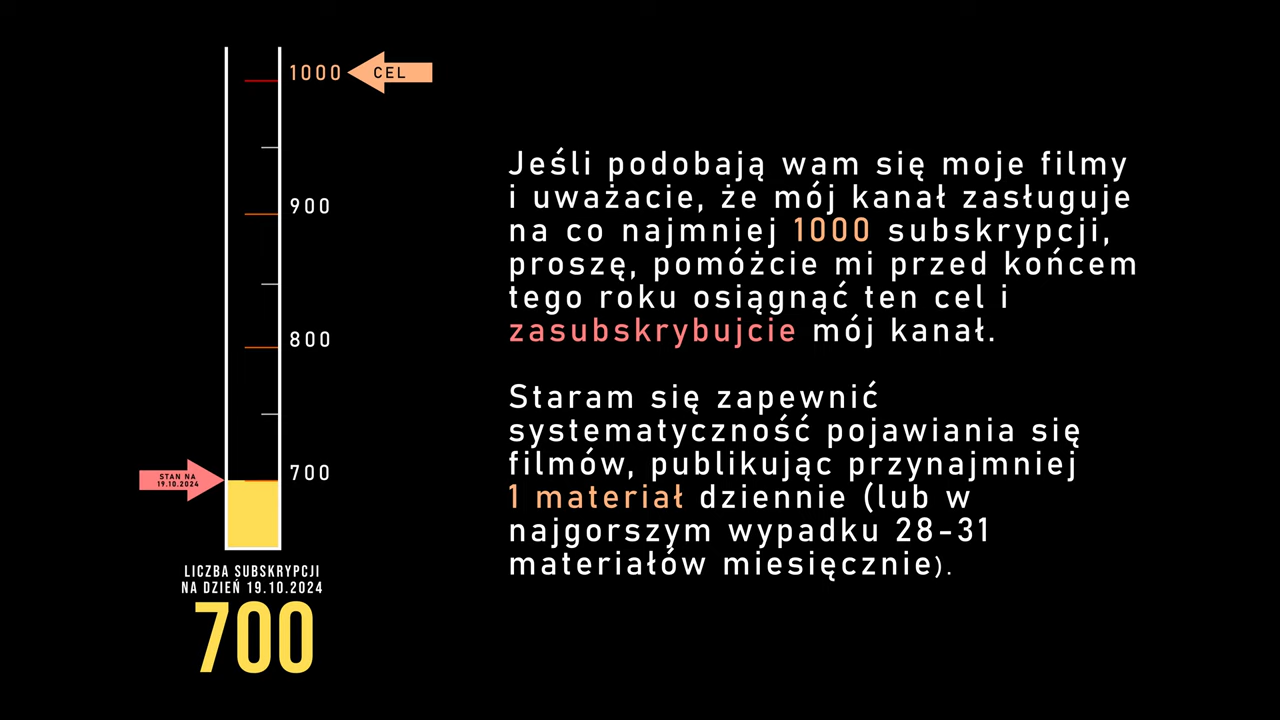 1000
CEL
900
800
700
STAN NA
19.10.2024
LICZBA SUBSKRYPCJI
NA DZIEŃ 19.10.2024
700
Jeśli podobają wam się moje filmy
i uważacie, że mój kanał zasługuje
na co najmniej 1000 subskrypcji,
proszę, pomóżcie mi przed końcem
tego roku osiągnąć ten cel i
zasubskrybujcie mój kanał.
Staram się zapewnić
systematyczność pojawiania się
filmów, publikując przynajmniej
1 materiał dziennie (lub w
najgorszym wypadku 28-31
materiałów miesięcznie).